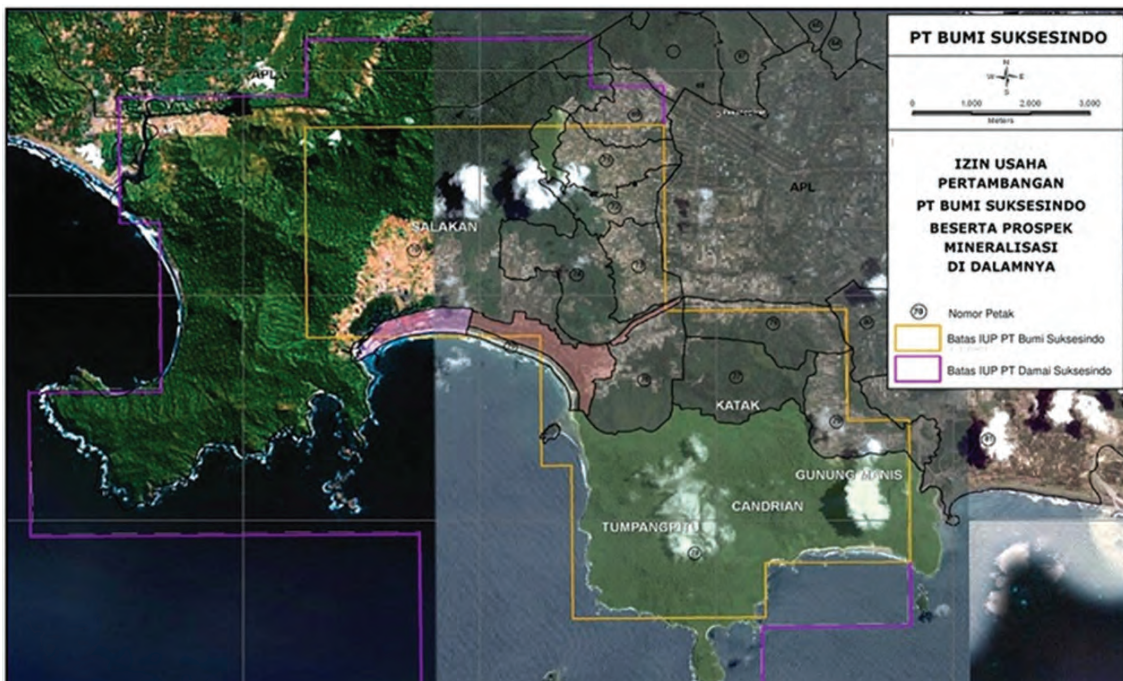 PT BUMI SUKSESINDO
N
W E
S
0 1.000 2.000 3.000
Meters
IZIN USAHA
PERTAMBANGAN
PT BUMI SUKSESINDO
BESERTA PROSPEK
MINERALISASI
DI DALAMNYA
79 Nomor Petak
Batas IUP PT Bumi Suksesindo
Batas IUP PT Damai Suksesindo
APL
APL
SALAKAN
KATAK
GUNUNG MANIS
CANDRIAN
TUMPANGPITU